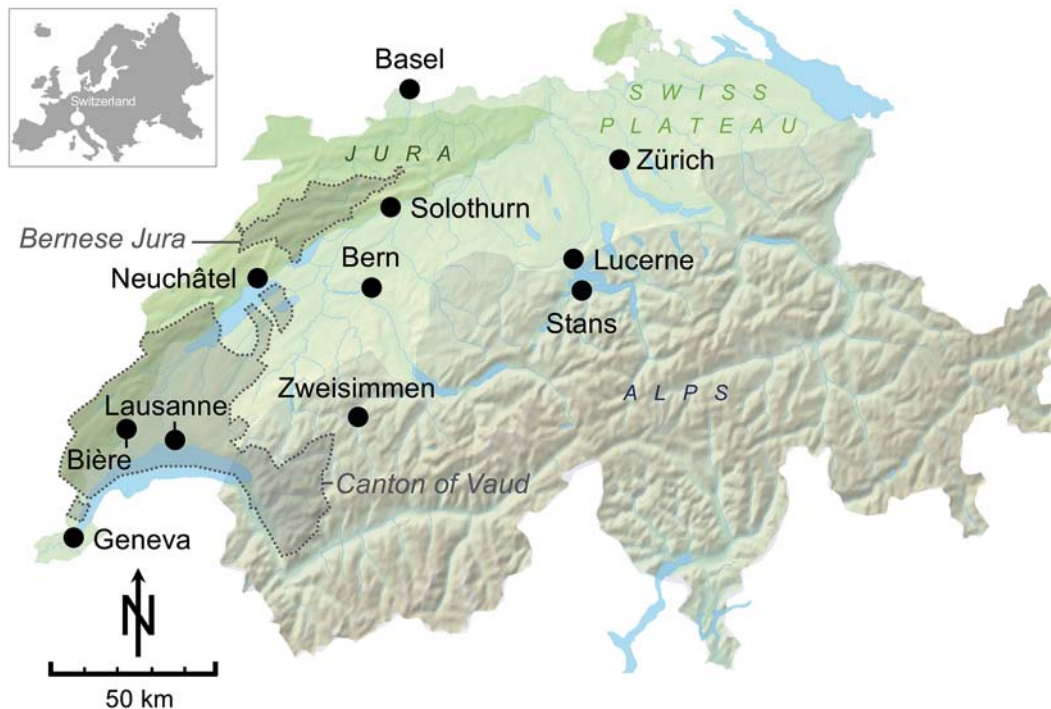 Switzerland
Basel
SWISS
PLATEAU
JURA
Zürich
Solothurn
Bernese Jura
Neuchâtel
Bern
Lucerne
Stans
Zweisimmen
ALPS
Lausanne
Bière
Canton of Vaud
Geneva
N
50 km